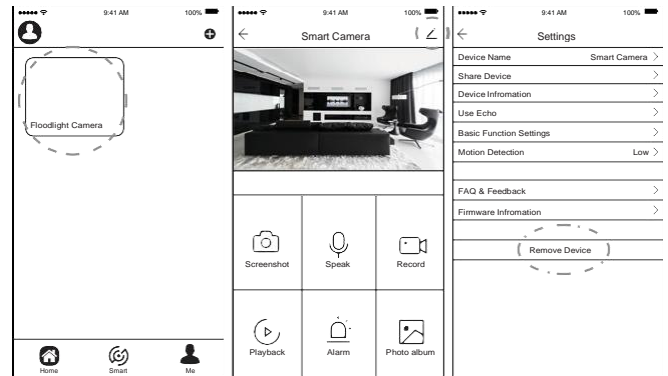 9:41 AM 100%
Floodlight Camera
Home Smart Me
9:41 AM 100%
Smart Camera
Screenshot Speak Record
Playback Alarm Photo album
9:41 AM 100%
Settings
Device Name Smart Camera
Share Device
Device Infromation
Use Echo
Basic Function Settings
Motion Detection Low
FAQ & Feedback
Firmware Infromation
Remove Device